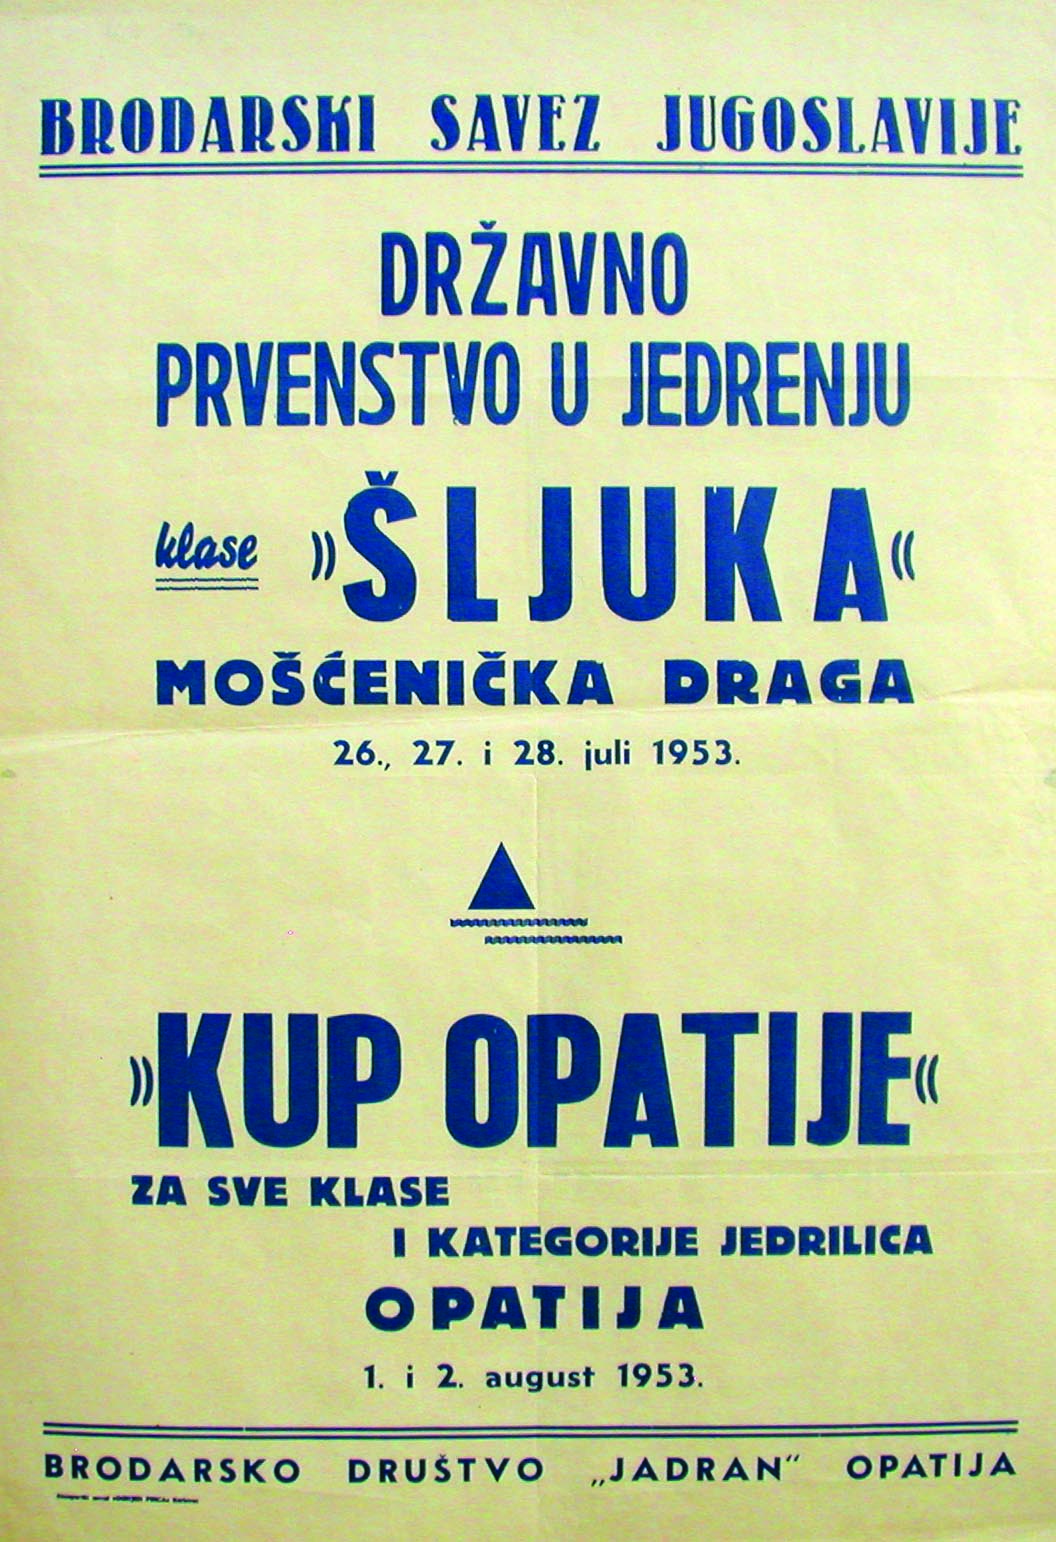 BRODARSKI SAVEZ JUGOSLAVIJE
DRŽAVNO
PRVENSTVO U JEDRENJU
klase »ŠLJUKA«
MOŠĆENIČKA DRAGA
26., 27. i 28. juli 1953.
»KUP OPATIJE«
ZA SVE KLASE
I KATEGORIJE JEDRILICA
OPATIJA
1. i 2. august 1953.
BRODARSKO DRUŠTVO „JADRAN“ OPATIJA